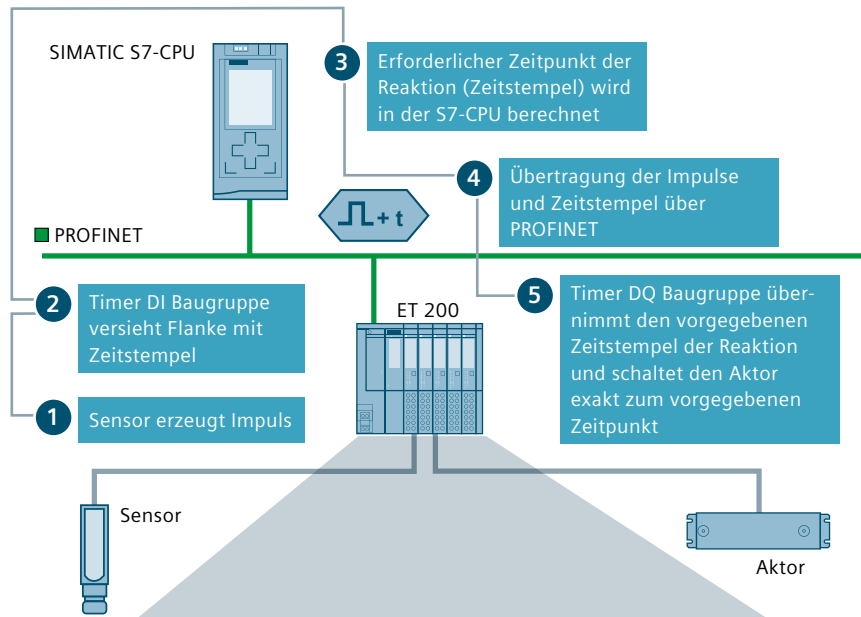 SIMATIC S7-CPU
3
Erforderlicher Zeitpunkt der
Reaktion (Zeitstempel) wird
in der S7-CPU berechnet
4
Übertragung der Impulse
und Zeitstempel über
PROFINET
+ t
PROFINET
2
Timer DI Baugruppe
versieht Flanke mit
Zeitstempel
ET 200
5
Timer DQ Baugruppe über-
nimmt den vorgegebenen
Zeitstempel der Reaktion
und schaltet den Aktor
exakt zum vorgegebenen
Zeitpunkt
1
Sensor erzeugt Impuls
Sensor
Aktor